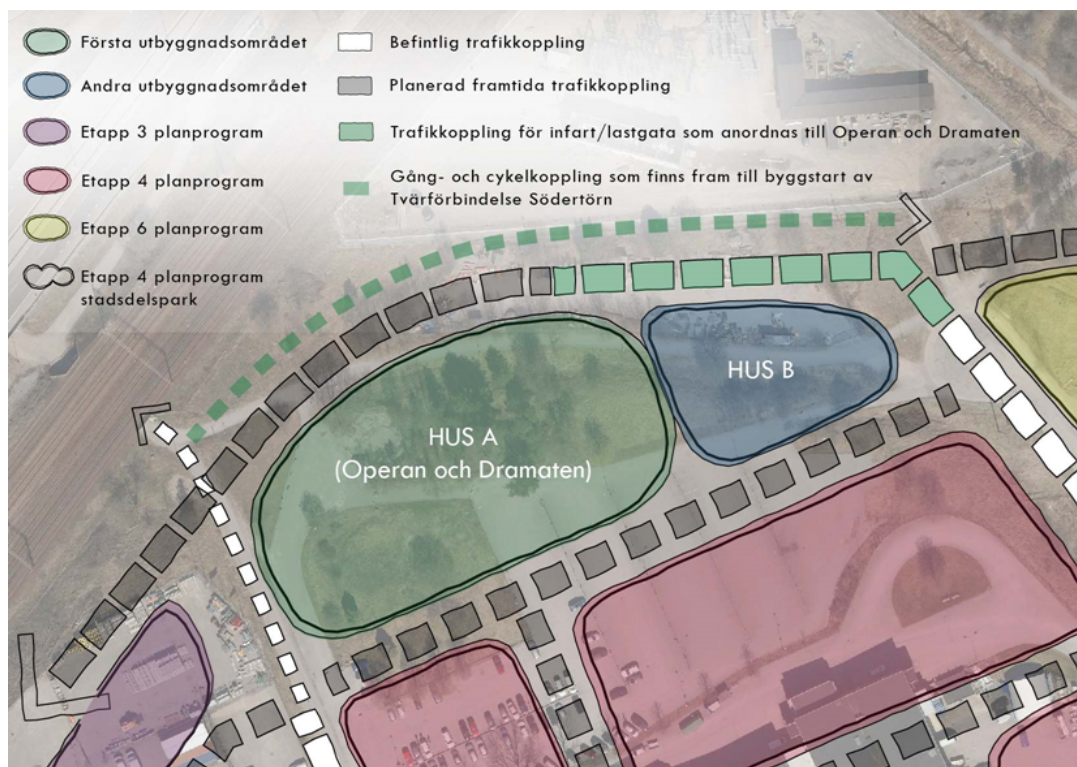 Första utbyggnadsområdet
Andra utbyggnadsområdet
Etapp 3 planprogram
Etapp 4 planprogram
Etapp 6 planprogram
Etapp 4 planprogram
stadsdelspark
Befintlig trafikkoppling
Planerad framtida trafikkoppling
Trafikkoppling för infart/lastgata som anordnas till Operan och Dramaten
Gång- och cykelkoppling som finns fram till byggstart av
Tvärförbindelse Södertörn
HUS A
(Operan och Dramaten)
HUS B